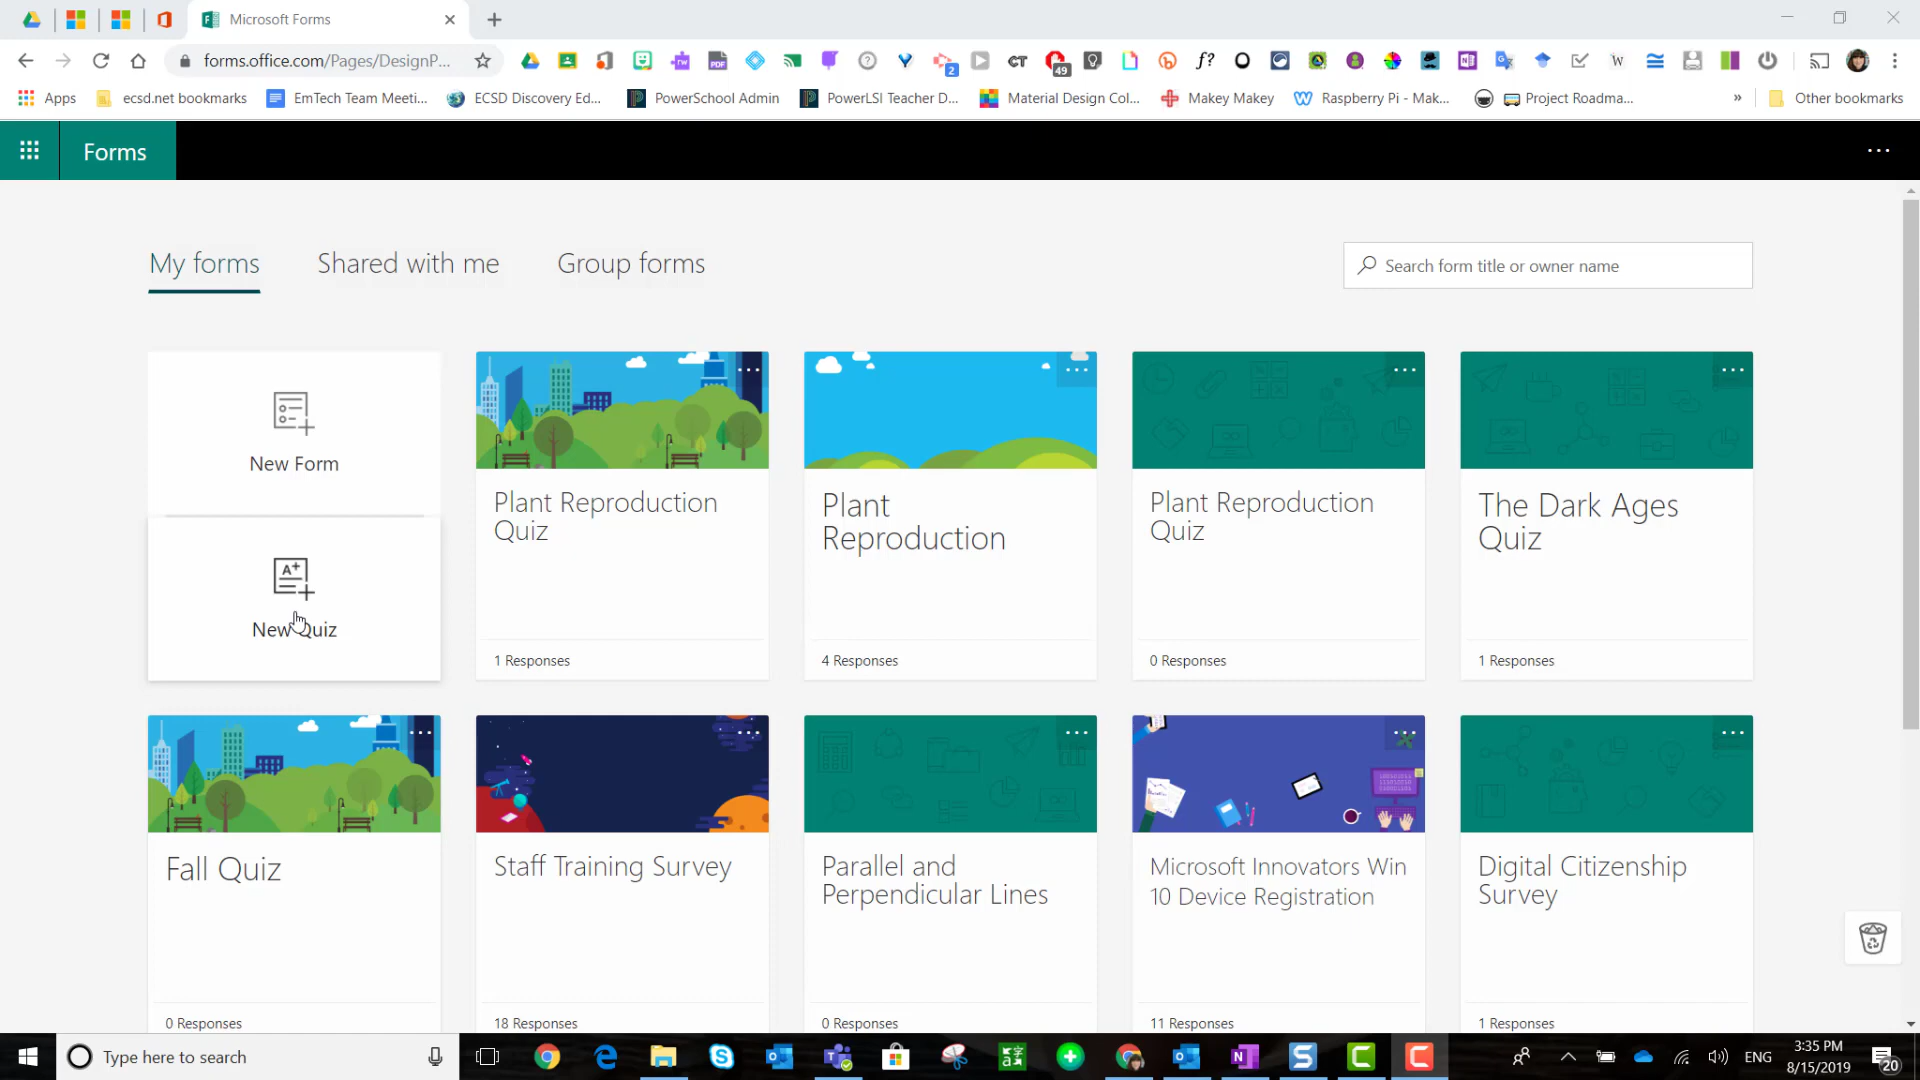 Microsoft Forms
forms.office.com/Pages/DesignP...
PDF
CT
49
2
f?
W
Apps
ecsd.net bookmarks
EmTech Team Meeti...
ECSD Discovery Ed...
PowerSchool Admin
PowerLSI Teacher D...
Material Design Col...
Makey Makey
Raspberry Pi - Mak...
Project Roadma...
»
Other bookmarks
Forms
...
My forms
Shared with me
Group forms
Search form title or owner name
New Form
A+
New Quiz
Plant Reproduction
Quiz
1 Responses
Plant
Reproduction
4 Responses
Plant Reproduction
Quiz
0 Responses
The Dark Ages
Quiz
1 Responses
Fall Quiz
0 Responses
Staff Training Survey
18 Responses
Parallel and
Perpendicular Lines
0 Responses
Microsoft Innovators Win
10 Device Registration
11 Responses
Digital Citizenship
Survey
1 Responses
Type here to search
ENG
3:35 PM
8/15/2019
20